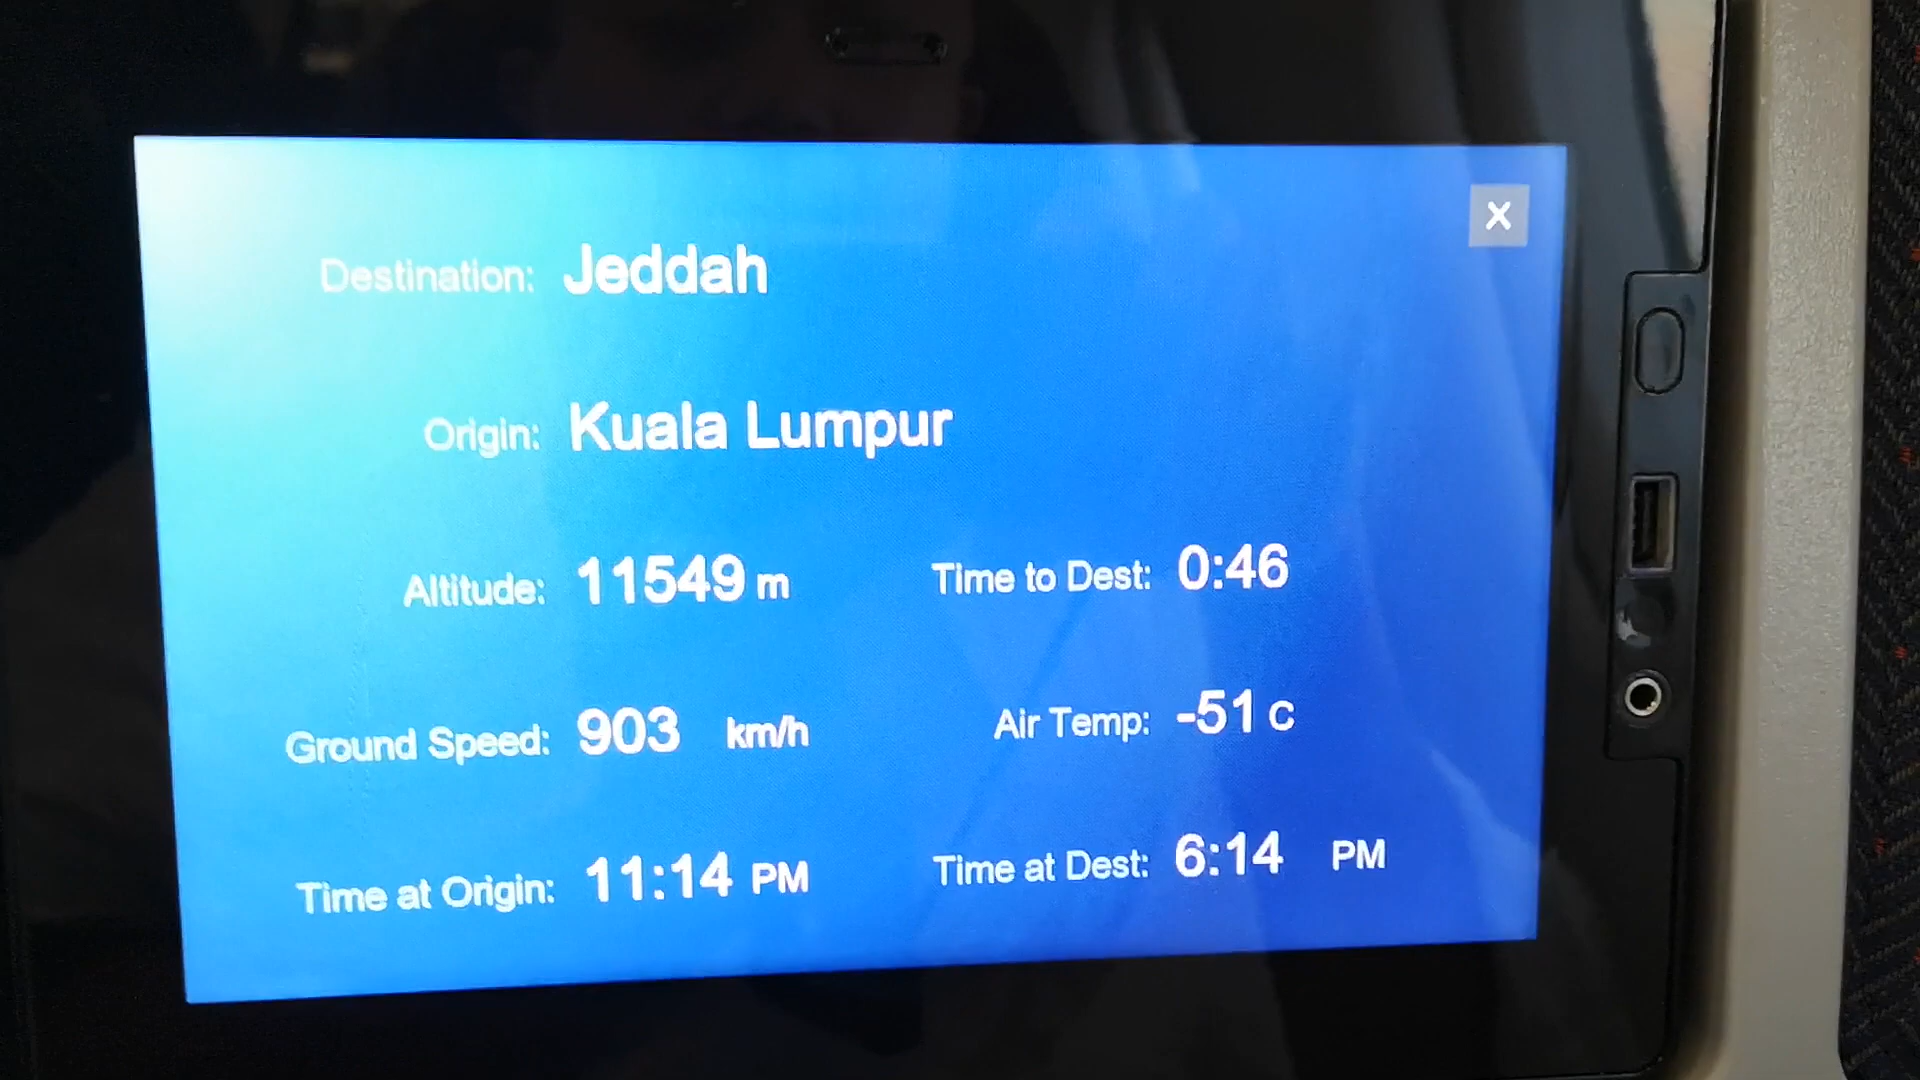 X
Destination: Jeddah
Origin: Kuala Lumpur
Altitude: 11549 m Time to Dest: 0:46
Ground Speed: 903 km/h Air Temp: -51 C
Time at Origin: 11:14 PM Time at Dest: 6:14 PM